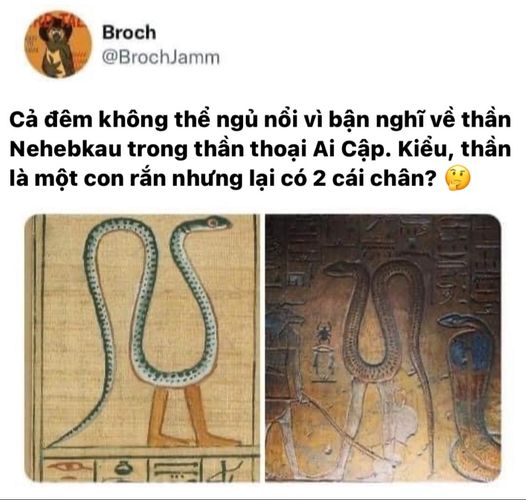 Broch
@BrochJamm
Cả đêm không thể ngủ nổi vì bận nghĩ về thần
Nehebkau trong thần thoại Ai Cập. Kiểu, thần
là một con rắn nhưng lại có 2 cái chân? 🤔